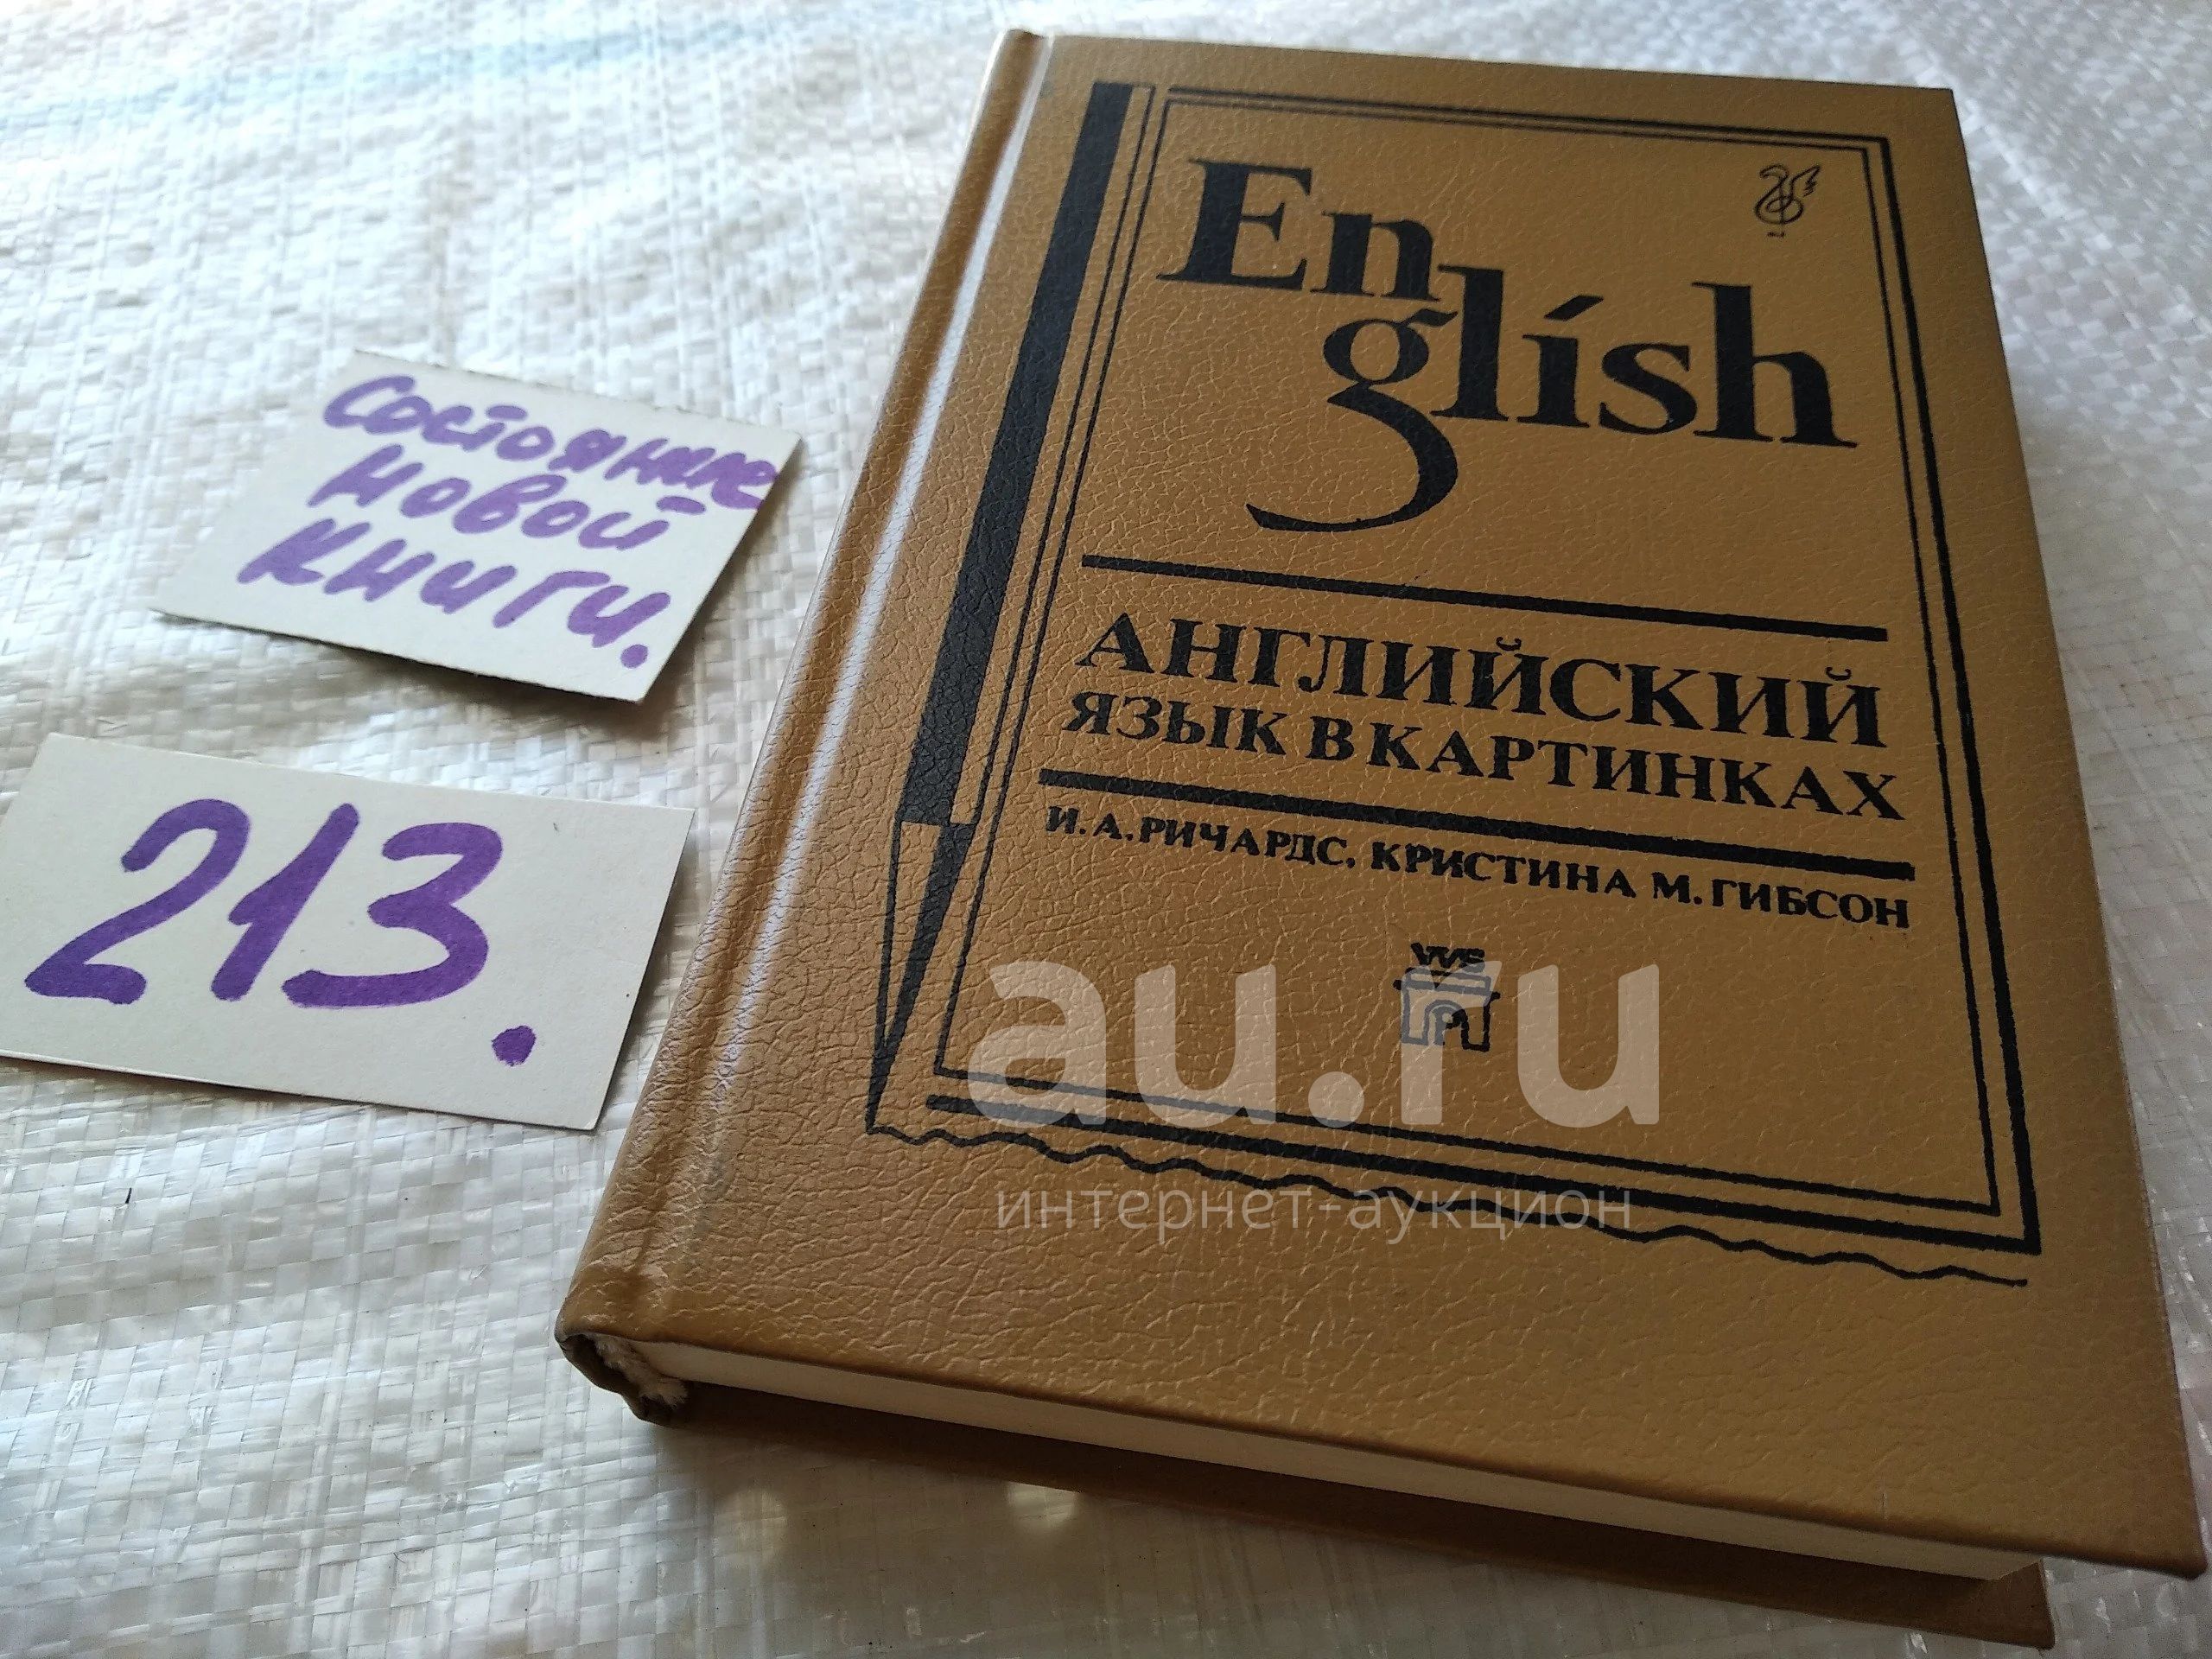 Состояние
новой
книги.
213.
En
glísh
АНГЛИЙСКИЙ
ЯЗЫК В КАРТИНКАХ
И. А. РИЧАРДС, КРИСТИНА М. ГИБСОН
au.ru
интернет-аукцион